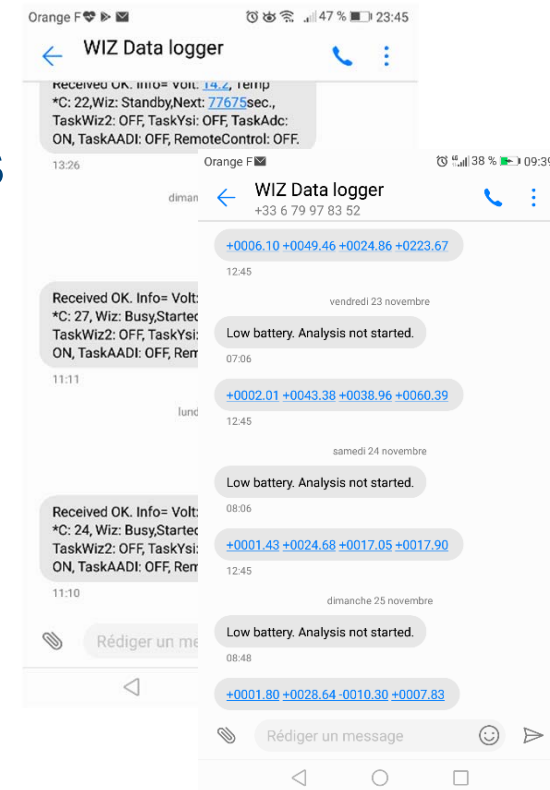 Orange F 47 % 23:45
WIZ Data logger
Received OK. Info= Volt: 14.2, Temp
*C: 22,Wiz: Standby,Next: 77675sec.,
TaskWiz2: OFF, TaskYsi: OFF, TaskAdc:
ON, TaskAADI: OFF, RemoteControl: OFF.
13:26
Received OK. Info= Volt:
*C: 27, Wiz: Busy,Started
TaskWiz2: OFF, TaskYsi:
ON, TaskAADI: OFF, Rem
11:11
Received OK. Info= Volt:
*C: 24, Wiz: Busy,Started
TaskWiz2: OFF, TaskYsi:
ON, TaskAADI: OFF, Rem
11:10
Rédiger un me
Orange F 38 % 09:39
WIZ Data logger
+33 6 79 97 83 52
+0006.10 +0049.46 +0024.86 +0223.67
12:45
vendredi 23 novembre
Low battery. Analysis not started.
07:06
+0002.01 +0043.38 +0038.96 +0060.39
12:45
samedi 24 novembre
Low battery. Analysis not started.
08:06
+0001.43 +0024.68 +0017.05 +0017.90
12:45
dimanche 25 novembre
Low battery. Analysis not started.
08:48
+0001.80 +0028.64 -0010.30 +0007.83
Rédiger un message